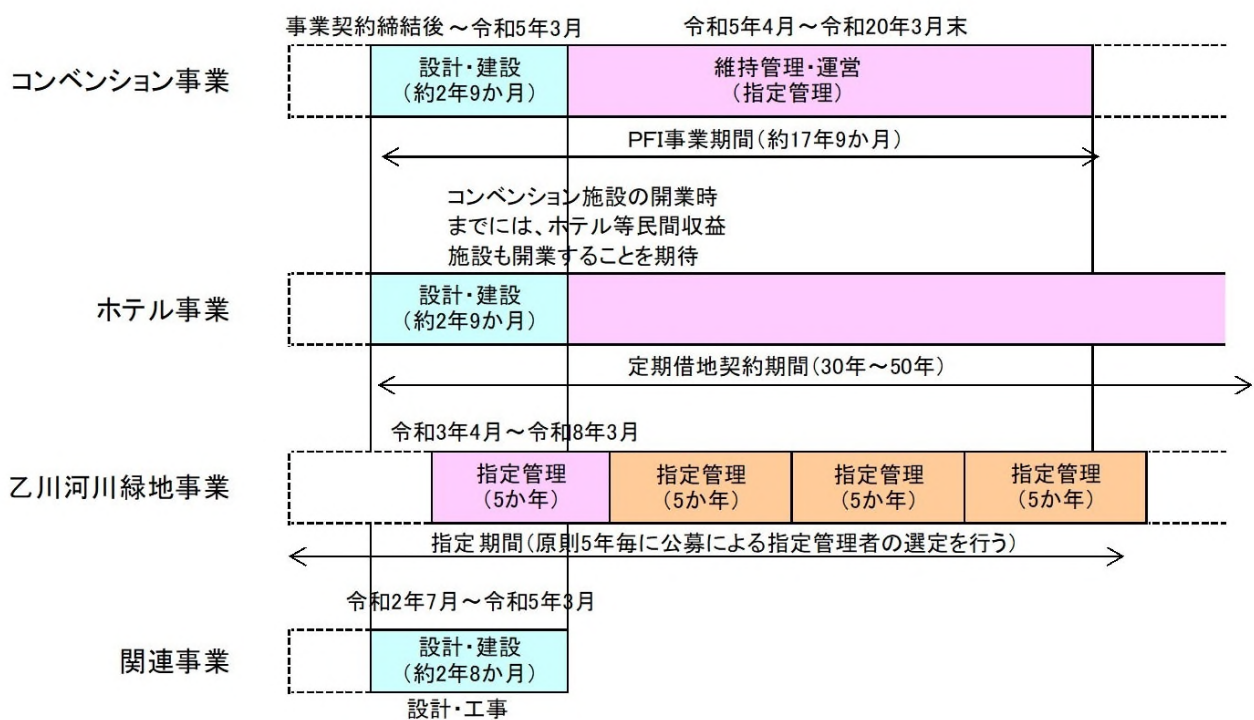 事業契約締結後～令和5年3月
令和5年4月～令和20年3月末
コンベンション事業
設計・建設
(約2年9か月)
維持管理・運営
(指定管理)
PFI事業期間(約17年9か月)
コンベンション施設の開業時
までには、ホテル等民間収益
施設も開業することを期待
ホテル事業
設計・建設
(約2年9か月)
定期借地契約期間(30年～50年)
令和3年4月～令和8年3月
乙川河川緑地事業
指定管理
(5か年)
指定管理
(5か年)
指定管理
(5か年)
指定管理
(5か年)
指定期間(原則5年毎に公募による指定管理者の選定を行う)
令和2年7月～令和5年3月
関連事業
設計・建設
(約2年8か月)
設計・工事